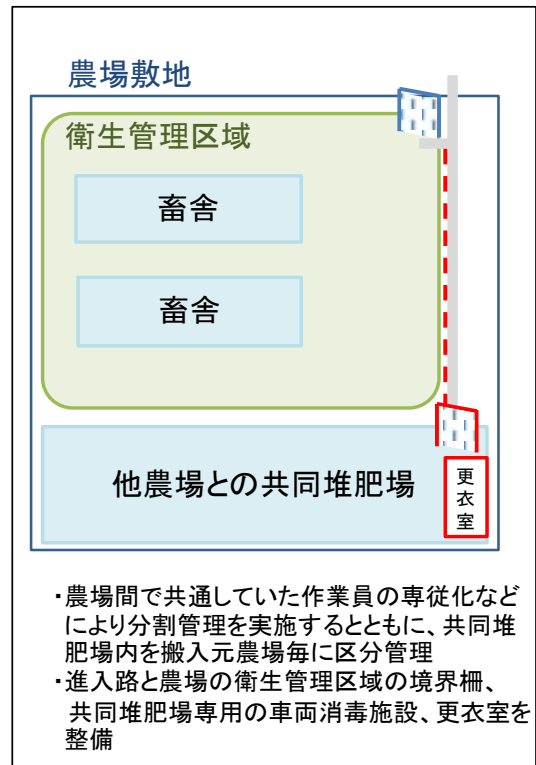 農場敷地
衛生管理区域
畜舎
畜舎
他農場との共同堆肥場
更衣室
・農場間で共通していた作業員の専従化など
により分割管理を実施するとともに、共同堆
肥場内を搬入元農場毎に区分管理
・進入路と農場の衛生管理区域の境界柵、
共同堆肥場専用の車両消毒施設、更衣室を
整備